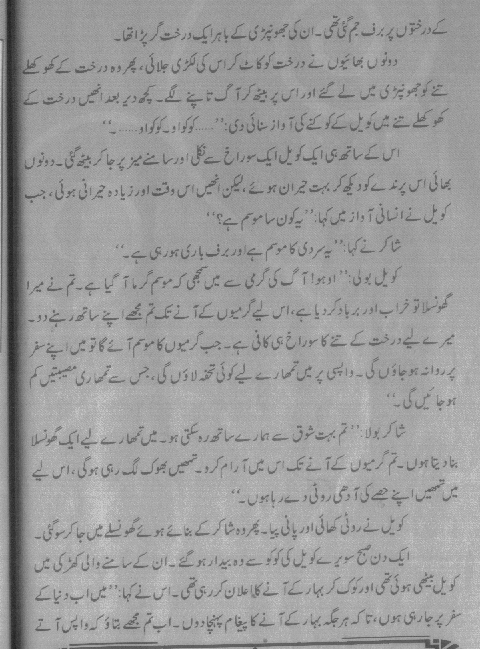 کے درختوں پر برف جم گئی تھی۔ ان کی جھونپڑی کے باہر ایک درخت گر پڑا تھا۔
دونوں بھائیوں نے درخت کو کاٹ کر اس کی لکڑی جلائی، پھر وہ درخت کے کھوکھلے
تنے کو جھونپڑی میں لے گئے اور اس پر بیٹھ کر آگ تاپنے لگے۔ کچھ دیر بعد انھیں درخت کے
کھوکھلے تنے میں کویل کے کوکنے کی آواز سنائی دی: ’’.....کوکواو۔کوکواو.....۔‘‘
اس کے ساتھ ہی ایک کویل ایک سوراخ سے نکلی اور سامنے میز پر جا کر بیٹھ گئی۔ دونوں
بھائی اس پرندے کو دیکھ کر بہت حیران ہوئے، لیکن انھیں اس وقت اور زیادہ حیرانی ہوئی، جب
کویل نے انسانی آواز میں کہا: ’’یہ کون سا موسم ہے؟‘‘
شاکر نے کہا: ’’یہ سردی کا موسم ہے اور برف باری ہو رہی ہے۔‘‘
کویل بولی: ’’اوہو! آگ کی گرمی سے میں سمجھی کہ موسم گرما آ گیا ہے۔ تم نے میرا
گھونسلا تو خراب اور برباد کر دیا ہے، اس لیے گرمیوں کے آنے تک تم مجھے اپنے ساتھ رہنے دو۔
میرے لیے درخت کے تنے کا سوراخ ہی کافی ہے۔ جب گرمیوں کا موسم آئے گا تو میں اپنے سفر
پر روانہ ہو جاؤں گی۔ واپسی پر میں تمھارے لیے کوئی تحفہ لاؤں گی، جس سے تمھاری مصیبتیں کم
ہو جائیں گی۔‘‘
شاکر بولا: ’’تم بہت شوق سے ہمارے ساتھ رہ سکتی ہو۔ میں تمھارے لیے ایک گھونسلا
بنا دیتا ہوں۔ تم گرمیوں کے آنے تک اس میں آرام کرو۔ تمھیں بھوک لگ رہی ہو گی، اس لیے
میں تمھیں اپنے حصے کی آدھی روٹی دے رہا ہوں۔‘‘
کویل نے روٹی کھائی اور پانی پیا۔ پھر وہ شاکر کے بنائے ہوئے گھونسلے میں جا کر سو گئی۔
ایک دن صبح سویرے کویل کی کوکو سے وہ بیدار ہو گئے۔ ان کے سامنے والی کھڑکی میں
کویل بیٹھی ہوئی تھی اور کوک کر بہار کے آنے کا اعلان کر رہی تھی۔ اس نے کہا: ’’میں اب دنیا کے
سفر پر جا رہی ہوں، تا کہ ہر جگہ بہار کے آنے کا پیغام پہنچا دوں۔ اب تم مجھے بتاؤ کہ واپس آتے